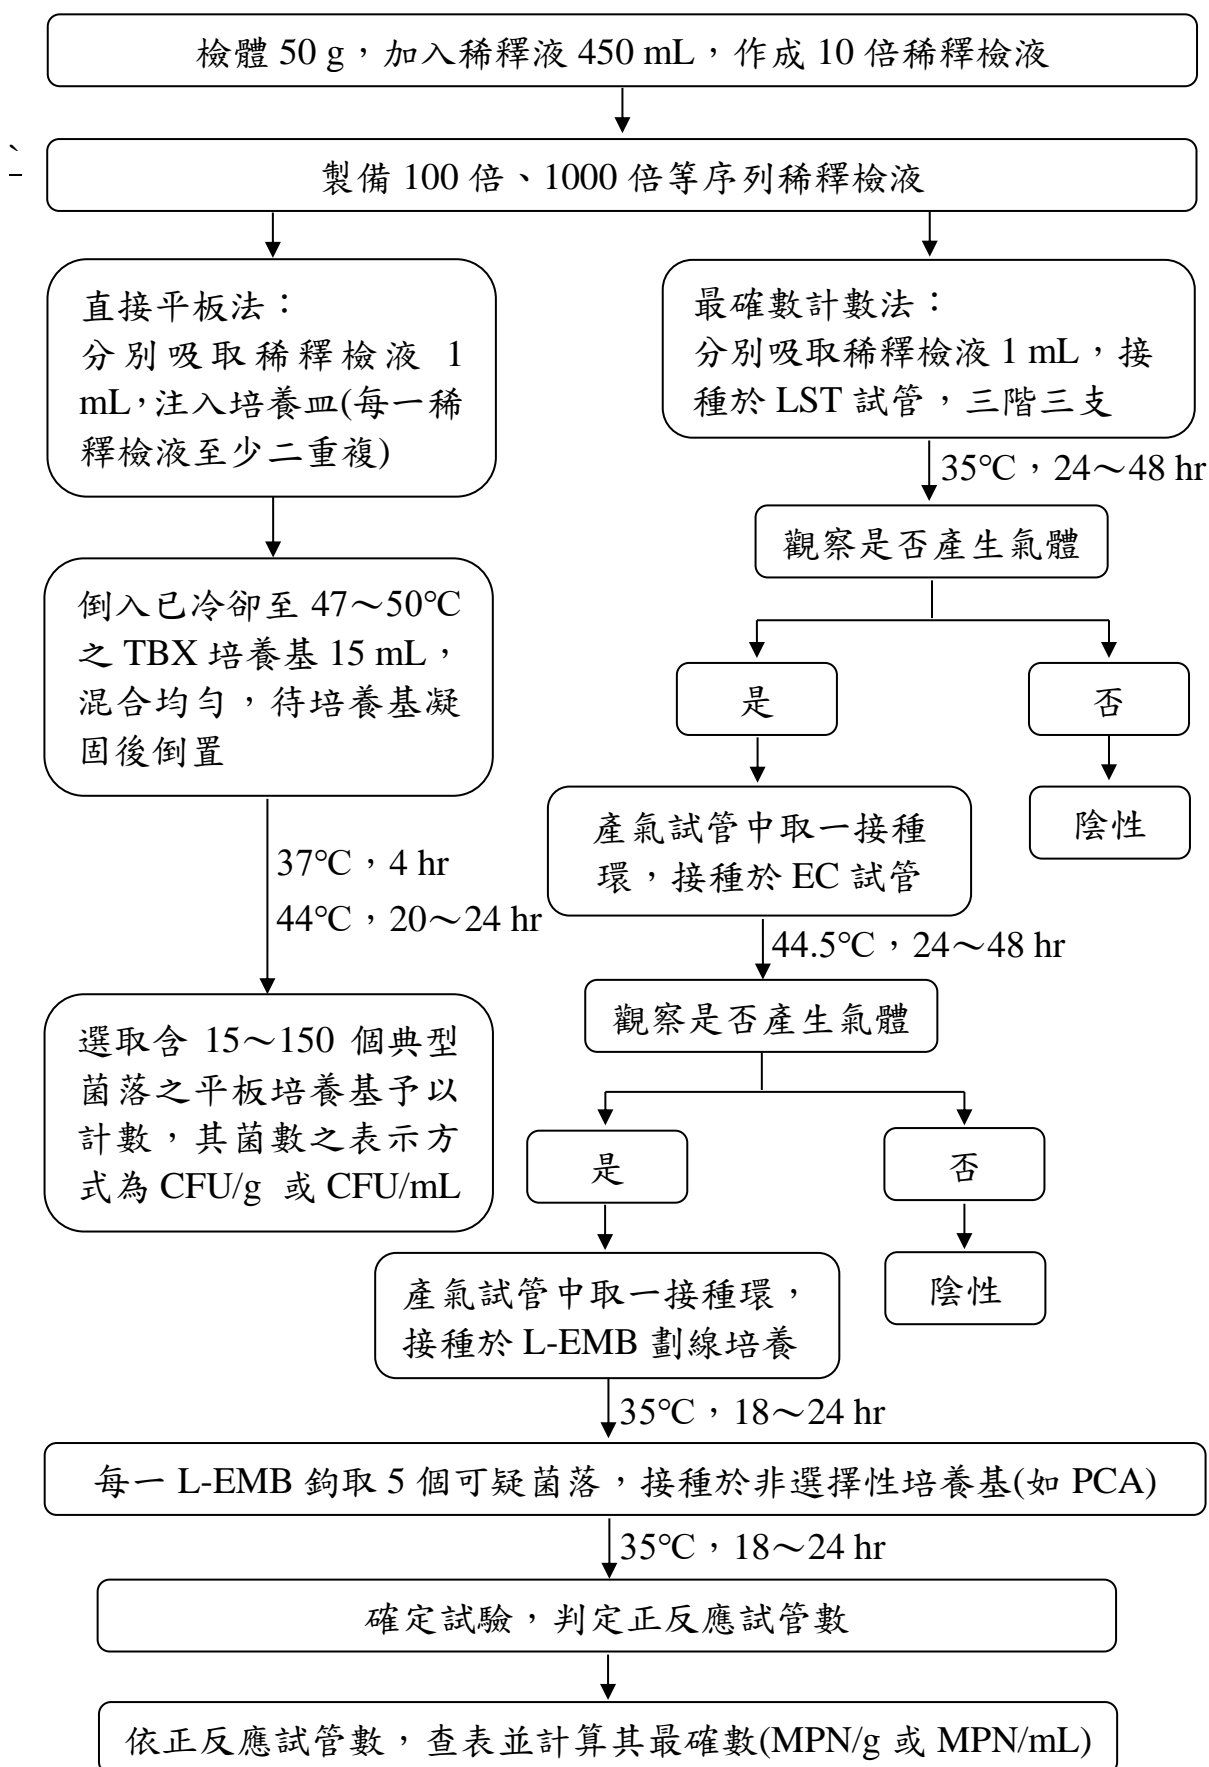 檢體 50 g，加入稀釋液 450 mL，作成 10 倍稀釋檢液
製備 100 倍、1000 倍等序列稀釋檢液
直接平板法：
分別吸取稀釋檢液 1
mL，注入培養皿(每一稀
釋檢液至少二重複)
倒入已冷卻至 47～50℃
之 TBX 培養基 15 mL，
混合均勻，待培養基凝
固後倒置
37℃，4 hr
44℃，20～24 hr
選取含 15～150 個典型
菌落之平板培養基予以
計數，其菌數之表示方
式為 CFU/g 或 CFU/mL
最確數計數法：
分別吸取稀釋檢液 1 mL，接
種於 LST 試管，三階三支
35℃，24～48 hr
觀察是否產生氣體
是
否
陰性
產氣試管中取一接種
環，接種於 EC 試管
44.5℃，24～48 hr
觀察是否產生氣體
是
否
陰性
產氣試管中取一接種環，
接種於 L-EMB 劃線培養
35℃，18～24 hr
每一 L-EMB 鉤取 5 個可疑菌落，接種於非選擇性培養基(如 PCA)
35℃，18～24 hr
確定試驗，判定正反應試管數
依正反應試管數，查表並計算其最確數(MPN/g 或 MPN/mL)